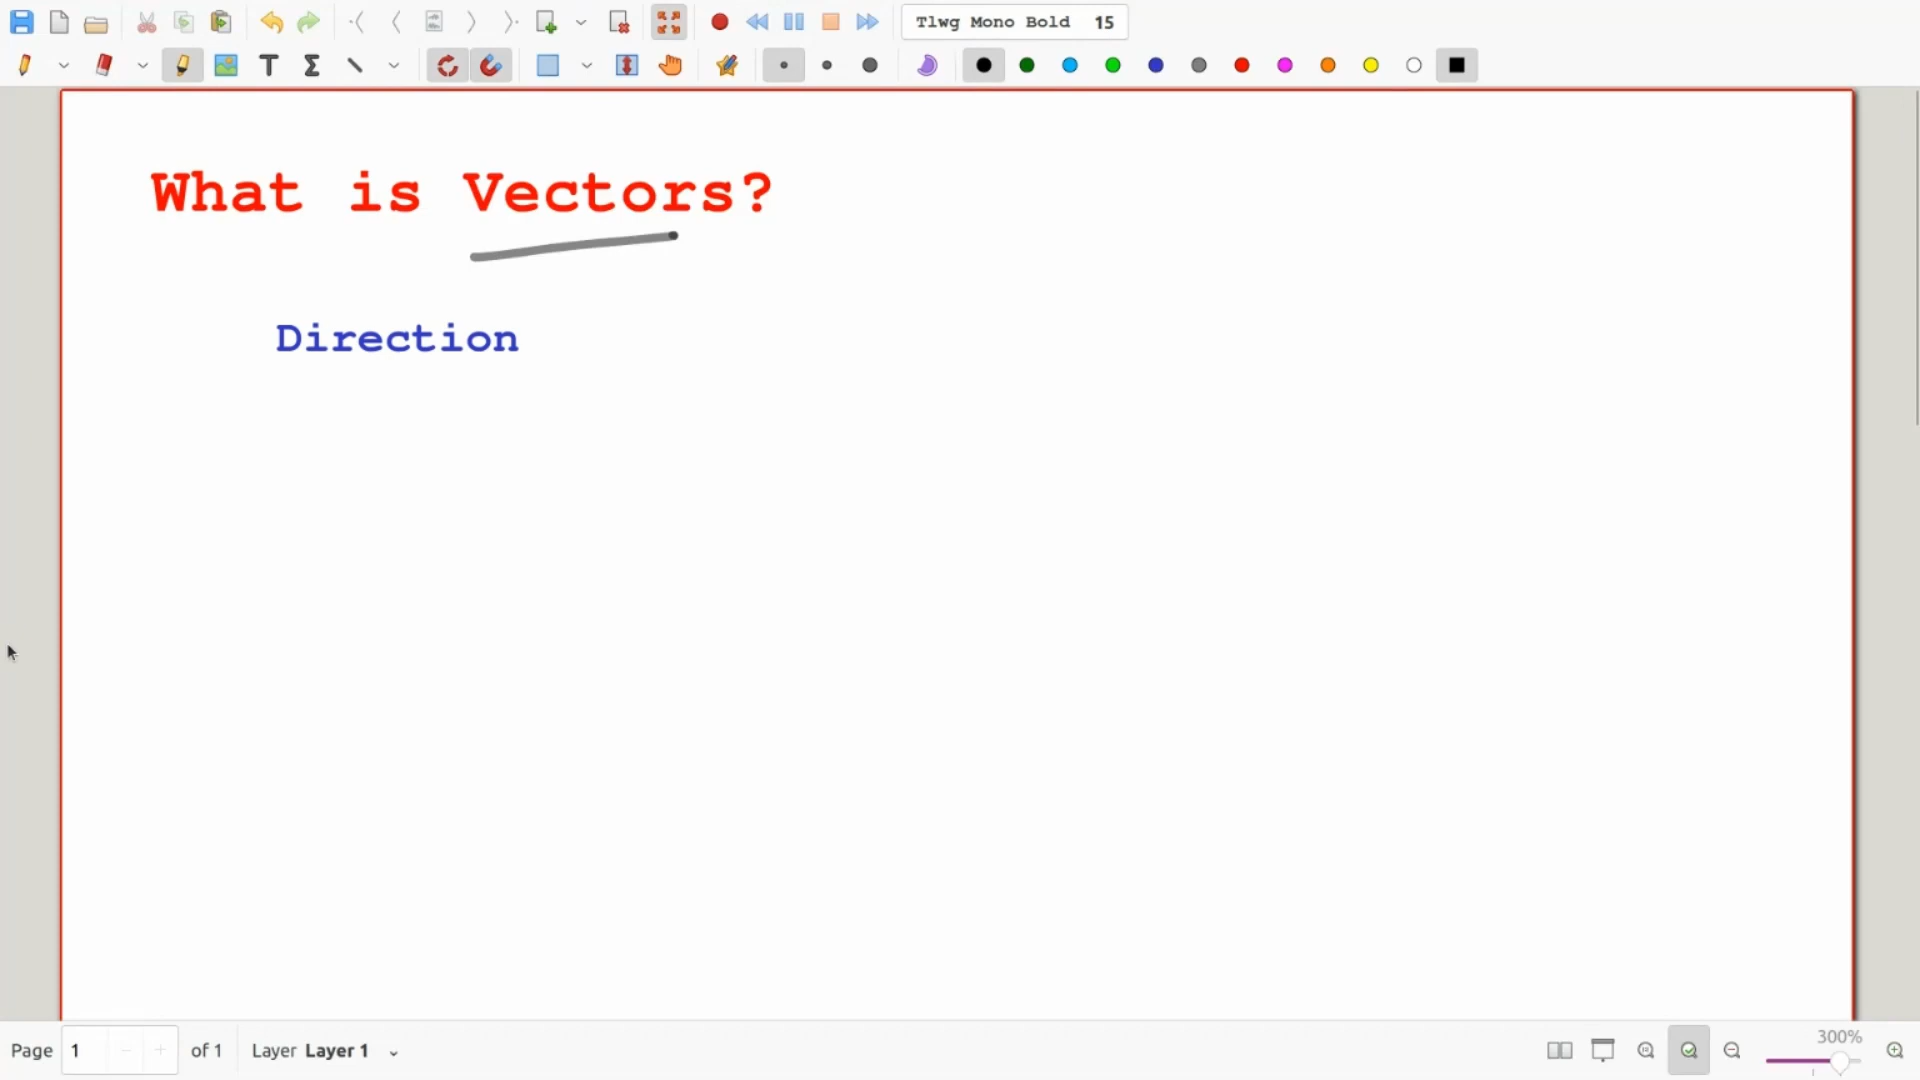 Tlwg Mono Bold 15
What is Vectors?
Direction
Page 1 of 1 Layer Layer 1
300%